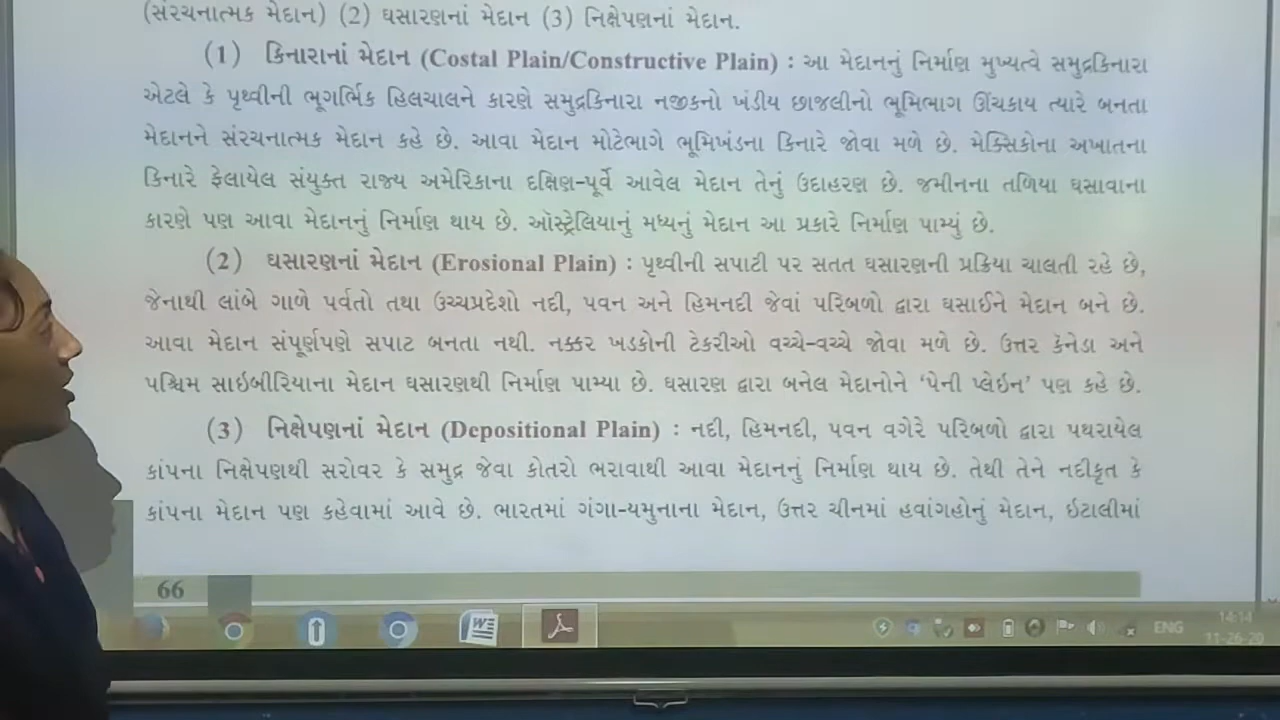 (સંરચનાત્મક મેદાન) (2) ઘસારણનાં મેદાન (3) નિક્ષેપણનાં મેદાન.
(1) કિનારાનાં મેદાન (Costal Plain/Constructive Plain) : આ મેદાનનું નિર્માણ મુખ્યત્વે સમુદ્રકિનારા
એટલે કે પૃથ્વીની ભૂગર્ભિક હિલચાલને કારણે સમુદ્રકિનારા નજીકનો ખંડીય છાજલીનો ભૂમિભાગ ઊંચકાય ત્યારે બનતા
મેદાનને સંરચનાત્મક મેદાન કહે છે. આવા મેદાન મોટેભાગે ભૂમિખંડના કિનારે જોવા મળે છે. મેક્સિકોના અખાતના
કિનારે ફેલાયેલ સંયુક્ત રાજ્ય અમેરિકાના દક્ષિણ-પૂર્વે આવેલ મેદાન તેનું ઉદાહરણ છે. જમીનના તળિયા ઘસાવાના
કારણે પણ આવા મેદાનનું નિર્માણ થાય છે. ઑસ્ટ્રેલિયાનું મધ્યનું મેદાન આ પ્રકારે નિર્માણ પામ્યું છે.
(2) ઘસારણનાં મેદાન (Erosional Plain) : પૃથ્વીની સપાટી પર સતત ઘસારણની પ્રક્રિયા ચાલતી રહે છે,
જેનાથી લાંબે ગાળે પર્વતો તથા ઉચ્ચપ્રદેશો નદી, પવન અને હિમનદી જેવાં પરિબળો દ્વારા ઘસાઈને મેદાન બને છે.
આવા મેદાન સંપૂર્ણપણે સપાટ બનતા નથી. નક્કર ખડકોની ટેકરીઓ વચ્ચે-વચ્ચે જોવા મળે છે. ઉત્તર કૅનેડા અને
પશ્ચિમ સાઇબીરિયાના મેદાન ઘસારણથી નિર્માણ પામ્યા છે. ઘસારણ દ્વારા બનેલ મેદાનોને ‘પેની પ્લેઇન’ પણ કહે છે.
(3) નિક્ષેપણનાં મેદાન (Depositional Plain) : નદી, હિમનદી, પવન વગેરે પરિબળો દ્વારા પથરાયેલ
કાંપના નિક્ષેપણથી સરોવર કે સમુદ્ર જેવા કોતરો ભરાવાથી આવા મેદાનનું નિર્માણ થાય છે. તેથી તેને નદીકૃત કે
કાંપના મેદાન પણ કહેવામાં આવે છે. ભારતમાં ગંગા-યમુનાના મેદાન, ઉત્તર ચીનમાં હવાંગહોનું મેદાન, ઇટાલીમાં
66
W
ENG
14:14
11-26-20